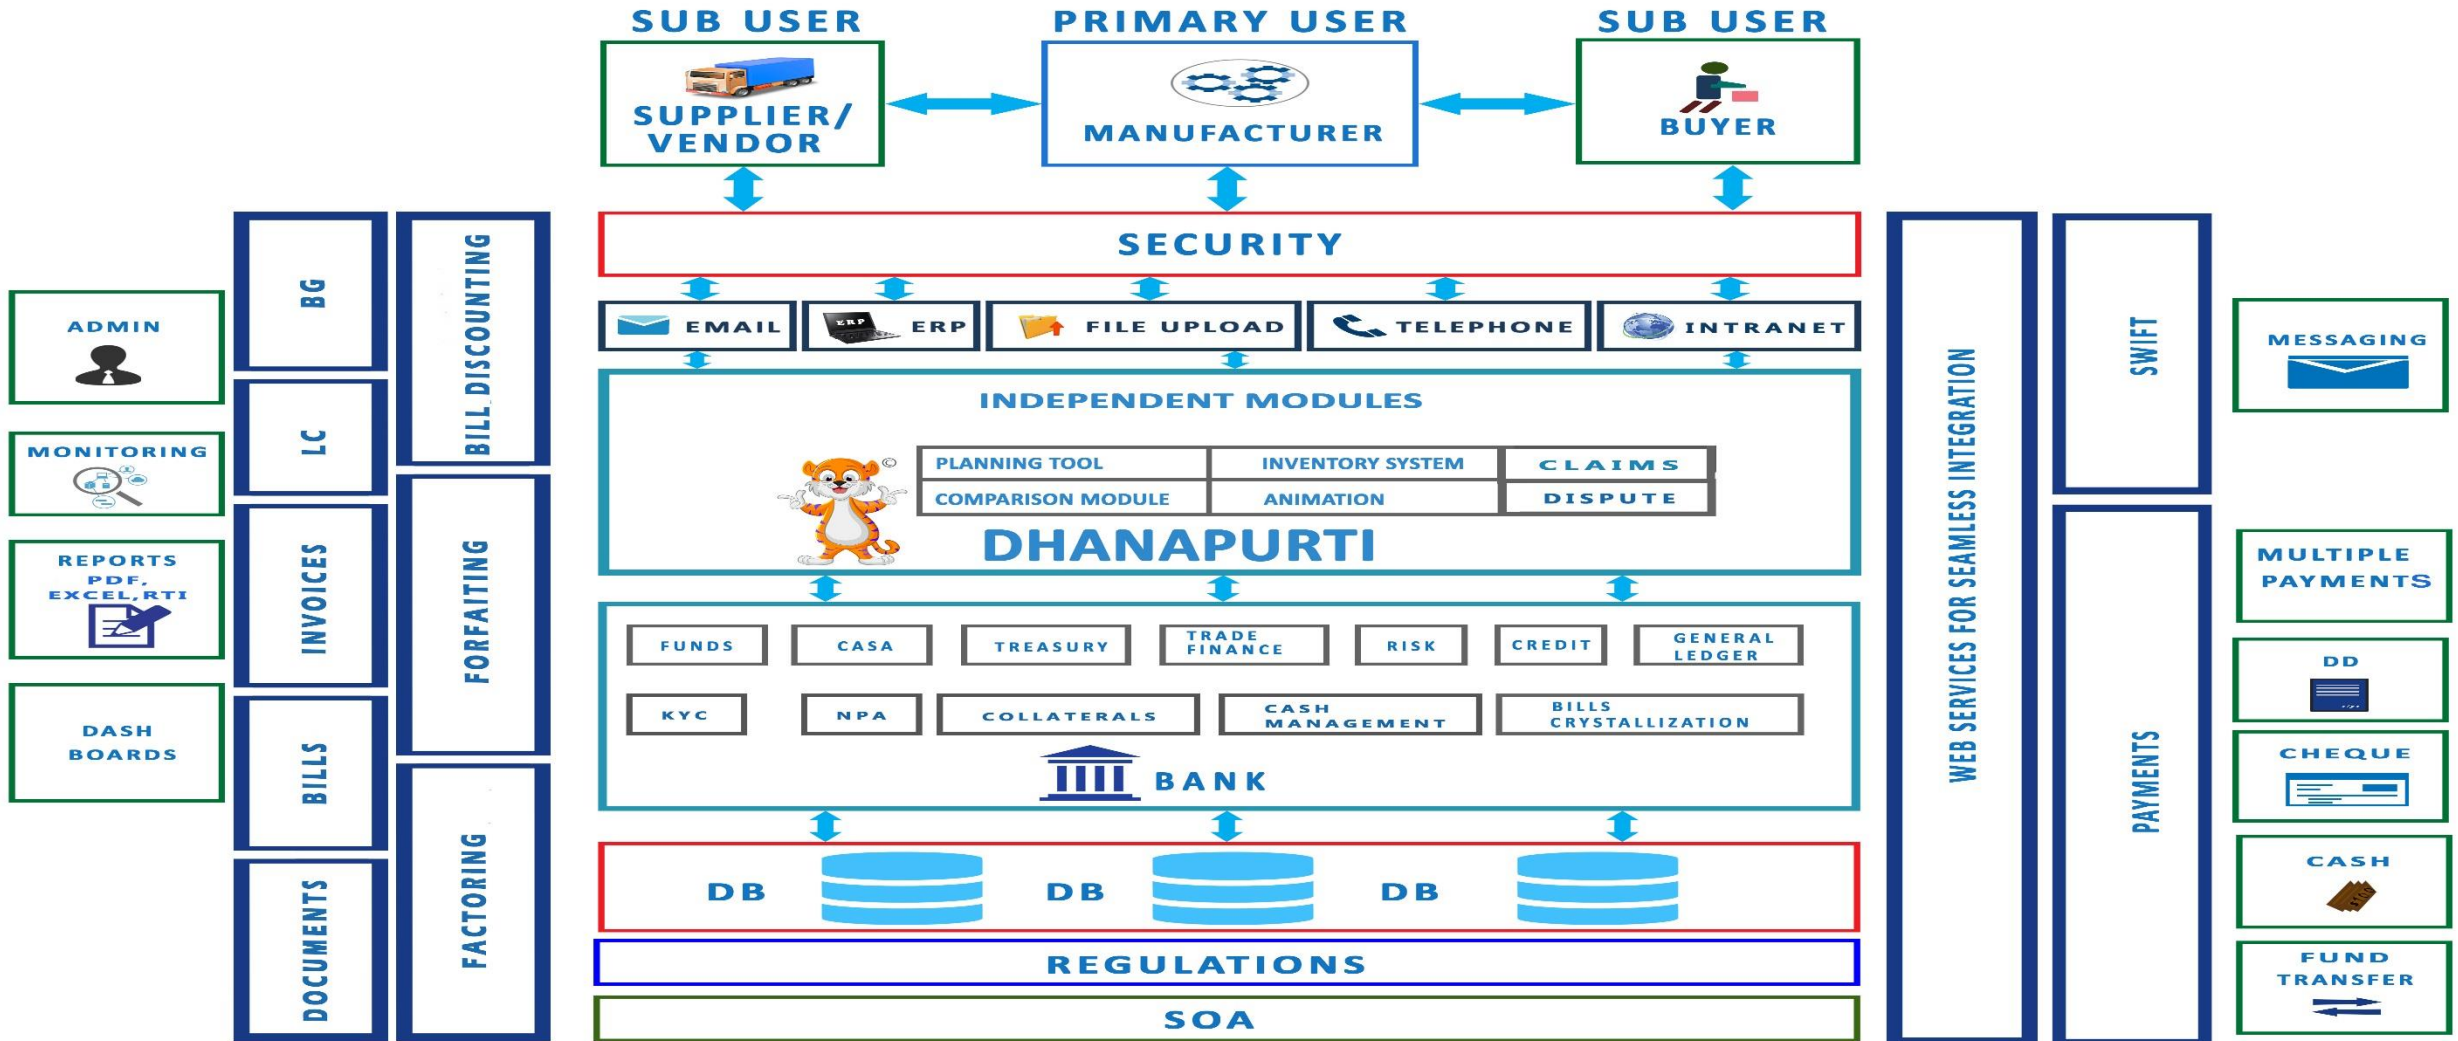 SUB USER
PRIMARY USER
SUB USER
SUPPLIER/
VENDOR
MANUFACTURER
BUYER
SECURITY
EMAIL
ERP
ERP
FILE UPLOAD
TELEPHONE
INTRANET
INDEPENDENT MODULES
PLANNING TOOL
INVENTORY SYSTEM
CLAIMS
COMPARISON MODULE
ANIMATION
DISPUTE
©
DHANAPURTI
FUNDS
CASA
TREASURY
TRADE
FINANCE
RISK
CREDIT
GENERAL
LEDGER
KYC
NPA
COLLATERALS
CASH
MANAGEMENT
BILLS
CRYSTALLIZATION
BANK
DB
DB
DB
REGULATIONS
SOA
ADMIN
MONITORING
REPORTS
PDF,
EXCEL,RTI
DASH
BOARDS
BG
LC
INVOICES
BILLS
DOCUMENTS
BILL DISCOUNTING
FORFAITING
FACTORING
WEB SERVICES FOR SEAMLESS INTEGRATION
SWIFT
PAYMENTS
MESSAGING
MULTIPLE
PAYMENTS
DD
CHEQUE
CASH
FUND
TRANSFER